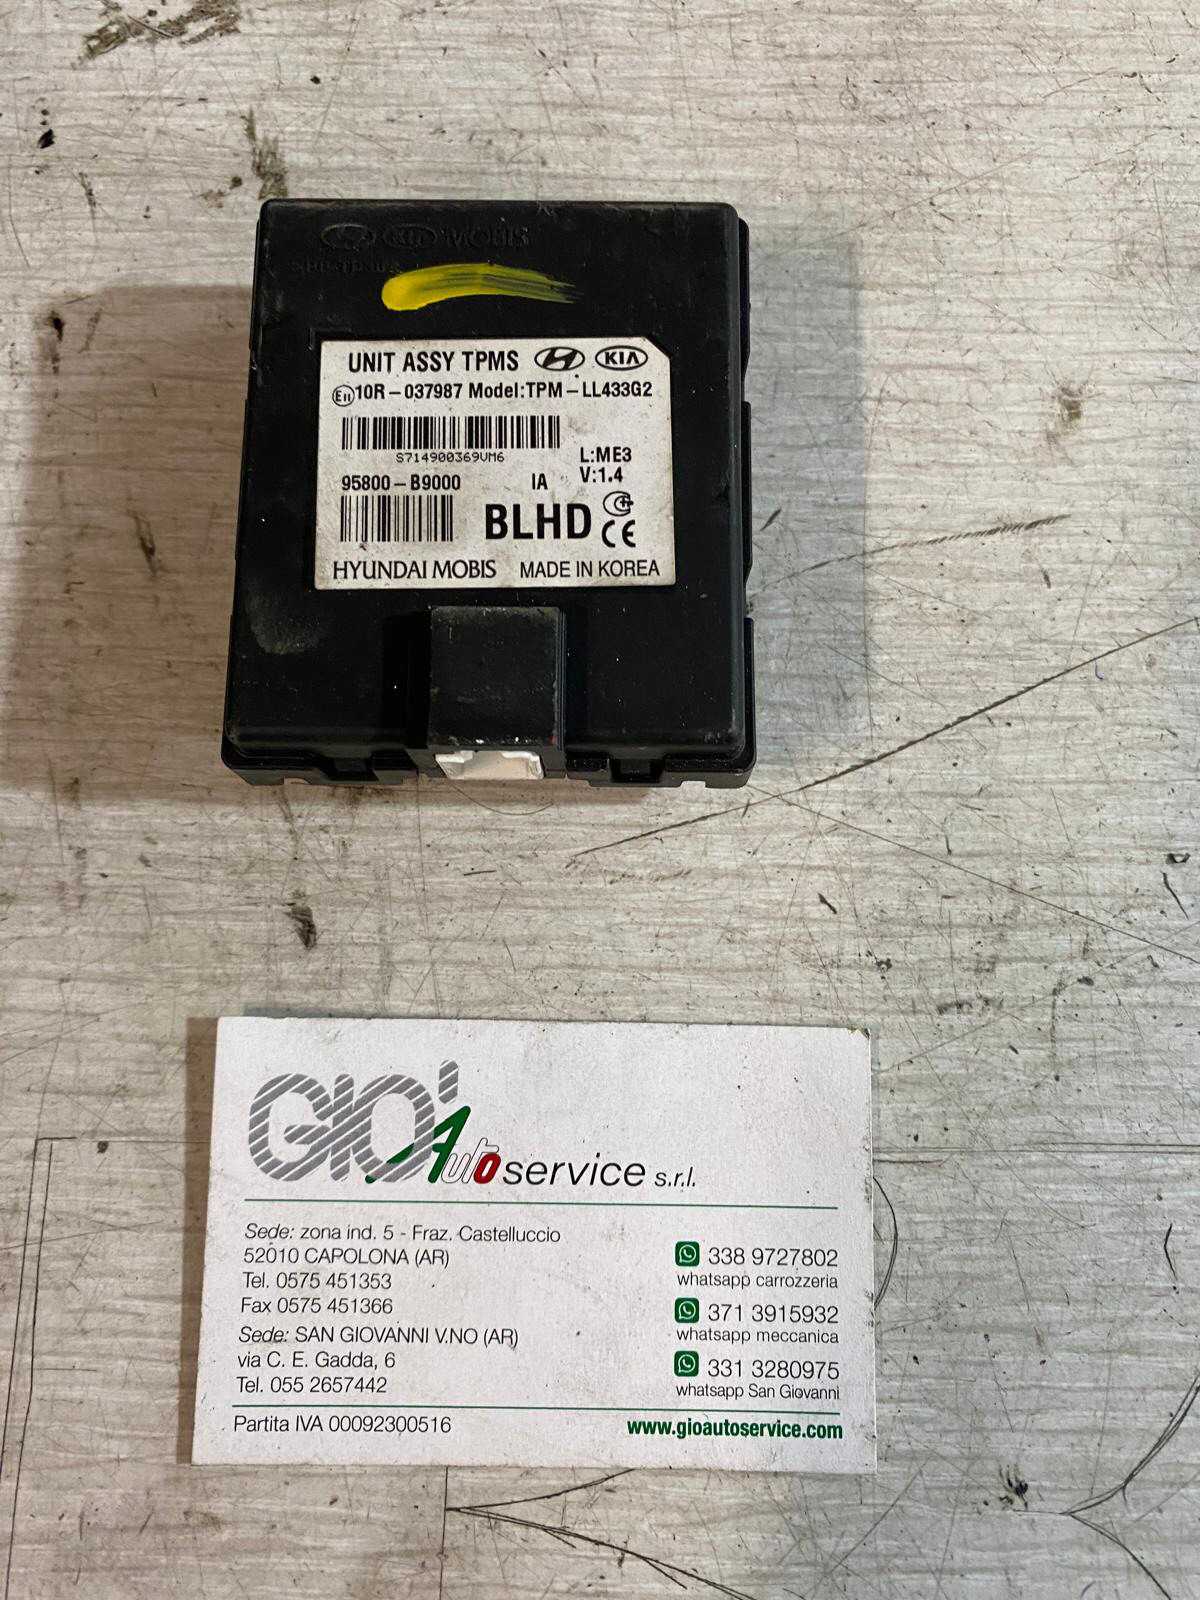 MOBIS
UNIT ASSY TPMS KIA
E11 10R-037987 Model:TPM-LL433G2
S714900369VM6
L:ME3
95800-B9000 IA V:1.4
BLHD CE
HYUNDAI MOBIS MADE IN KOREA
GIO' Autoservice s.r.l.
Sede: zona ind. 5 - Fraz. Castelluccio
52010 CAPOLONA (AR)
Tel. 0575 451353
Fax 0575 451366
Sede: SAN GIOVANNI V.NO (AR)
via C. E. Gadda, 6
Tel. 055 2657442
338 9727802
whatsapp carrozzeria
371 3915932
whatsapp meccanica
331 3280975
whatsapp San Giovanni
Partita IVA 00092300516
www.gioautoservice.com